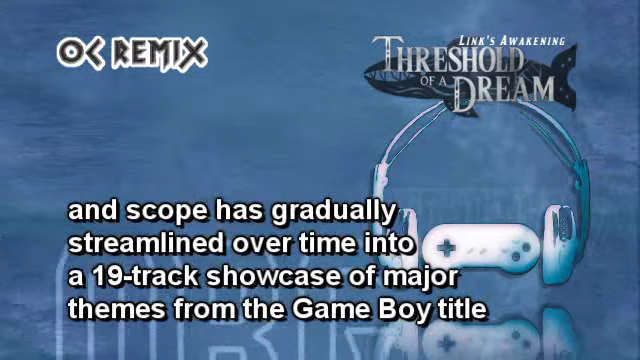 OC REMIX
LINK'S AWAKENING
THRESHOLD
OF A DREAM
and scope has gradually
streamlined over time into
a 19-track showcase of major
themes from the Game Boy title